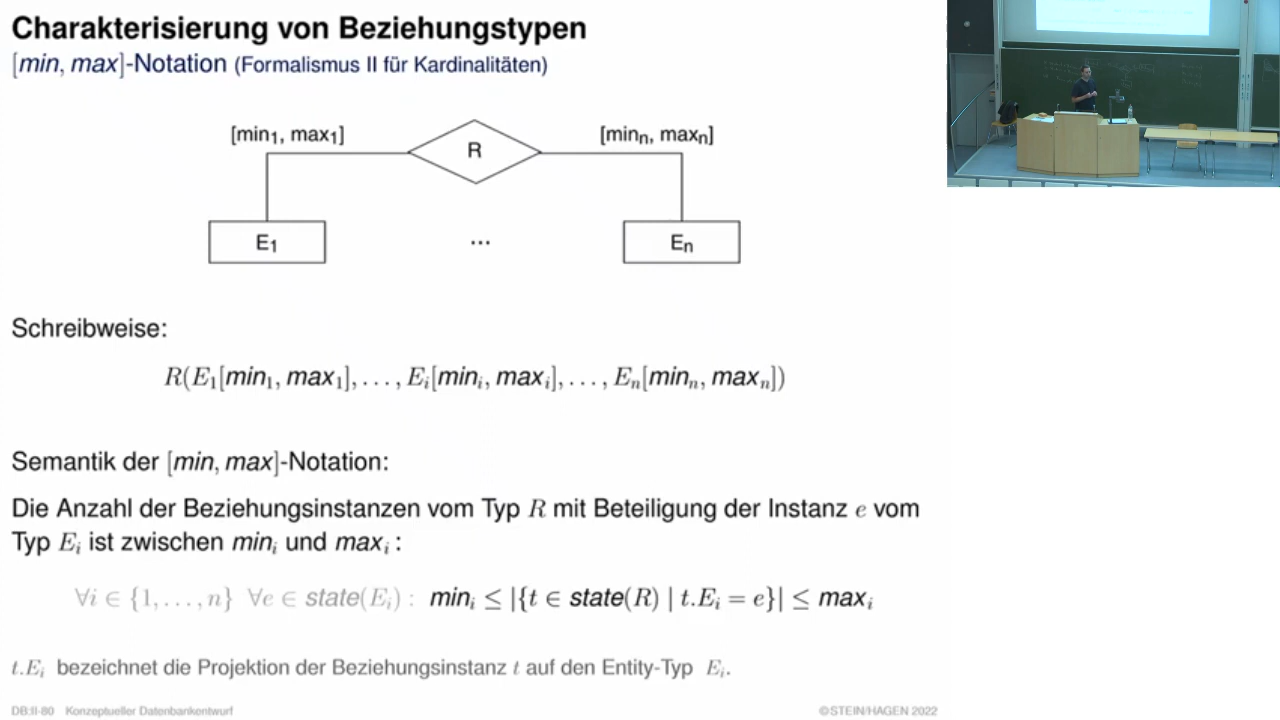 Charakterisierung von Beziehungstypen
[min, max]-Notation (Formalismus II für Kardinalitäten)
[min₁, max₁]
R
[minₙ, maxₙ]
E₁
...
Eₙ
Schreibweise:
R(E₁[min₁, max₁], . . . , Eᵢ[minᵢ, maxᵢ], . . . , Eₙ[minₙ, maxₙ])
Semantik der [min, max]-Notation:
Die Anzahl der Beziehungsinstanzen vom Typ R mit Beteiligung der Instanz e vom
Typ Eᵢ ist zwischen minᵢ und maxᵢ :
∀i ∈ {1, . . . , n} ∀e ∈ state(Eᵢ) : minᵢ ≤ |{t ∈ state(R) | t.Eᵢ = e}| ≤ maxᵢ
t.Eᵢ bezeichnet die Projektion der Beziehungsinstanz t auf den Entity-Typ Eᵢ.
DB:II-80 Konzeptueller Datenbankentwurf
©STEIN/HAGEN 2022